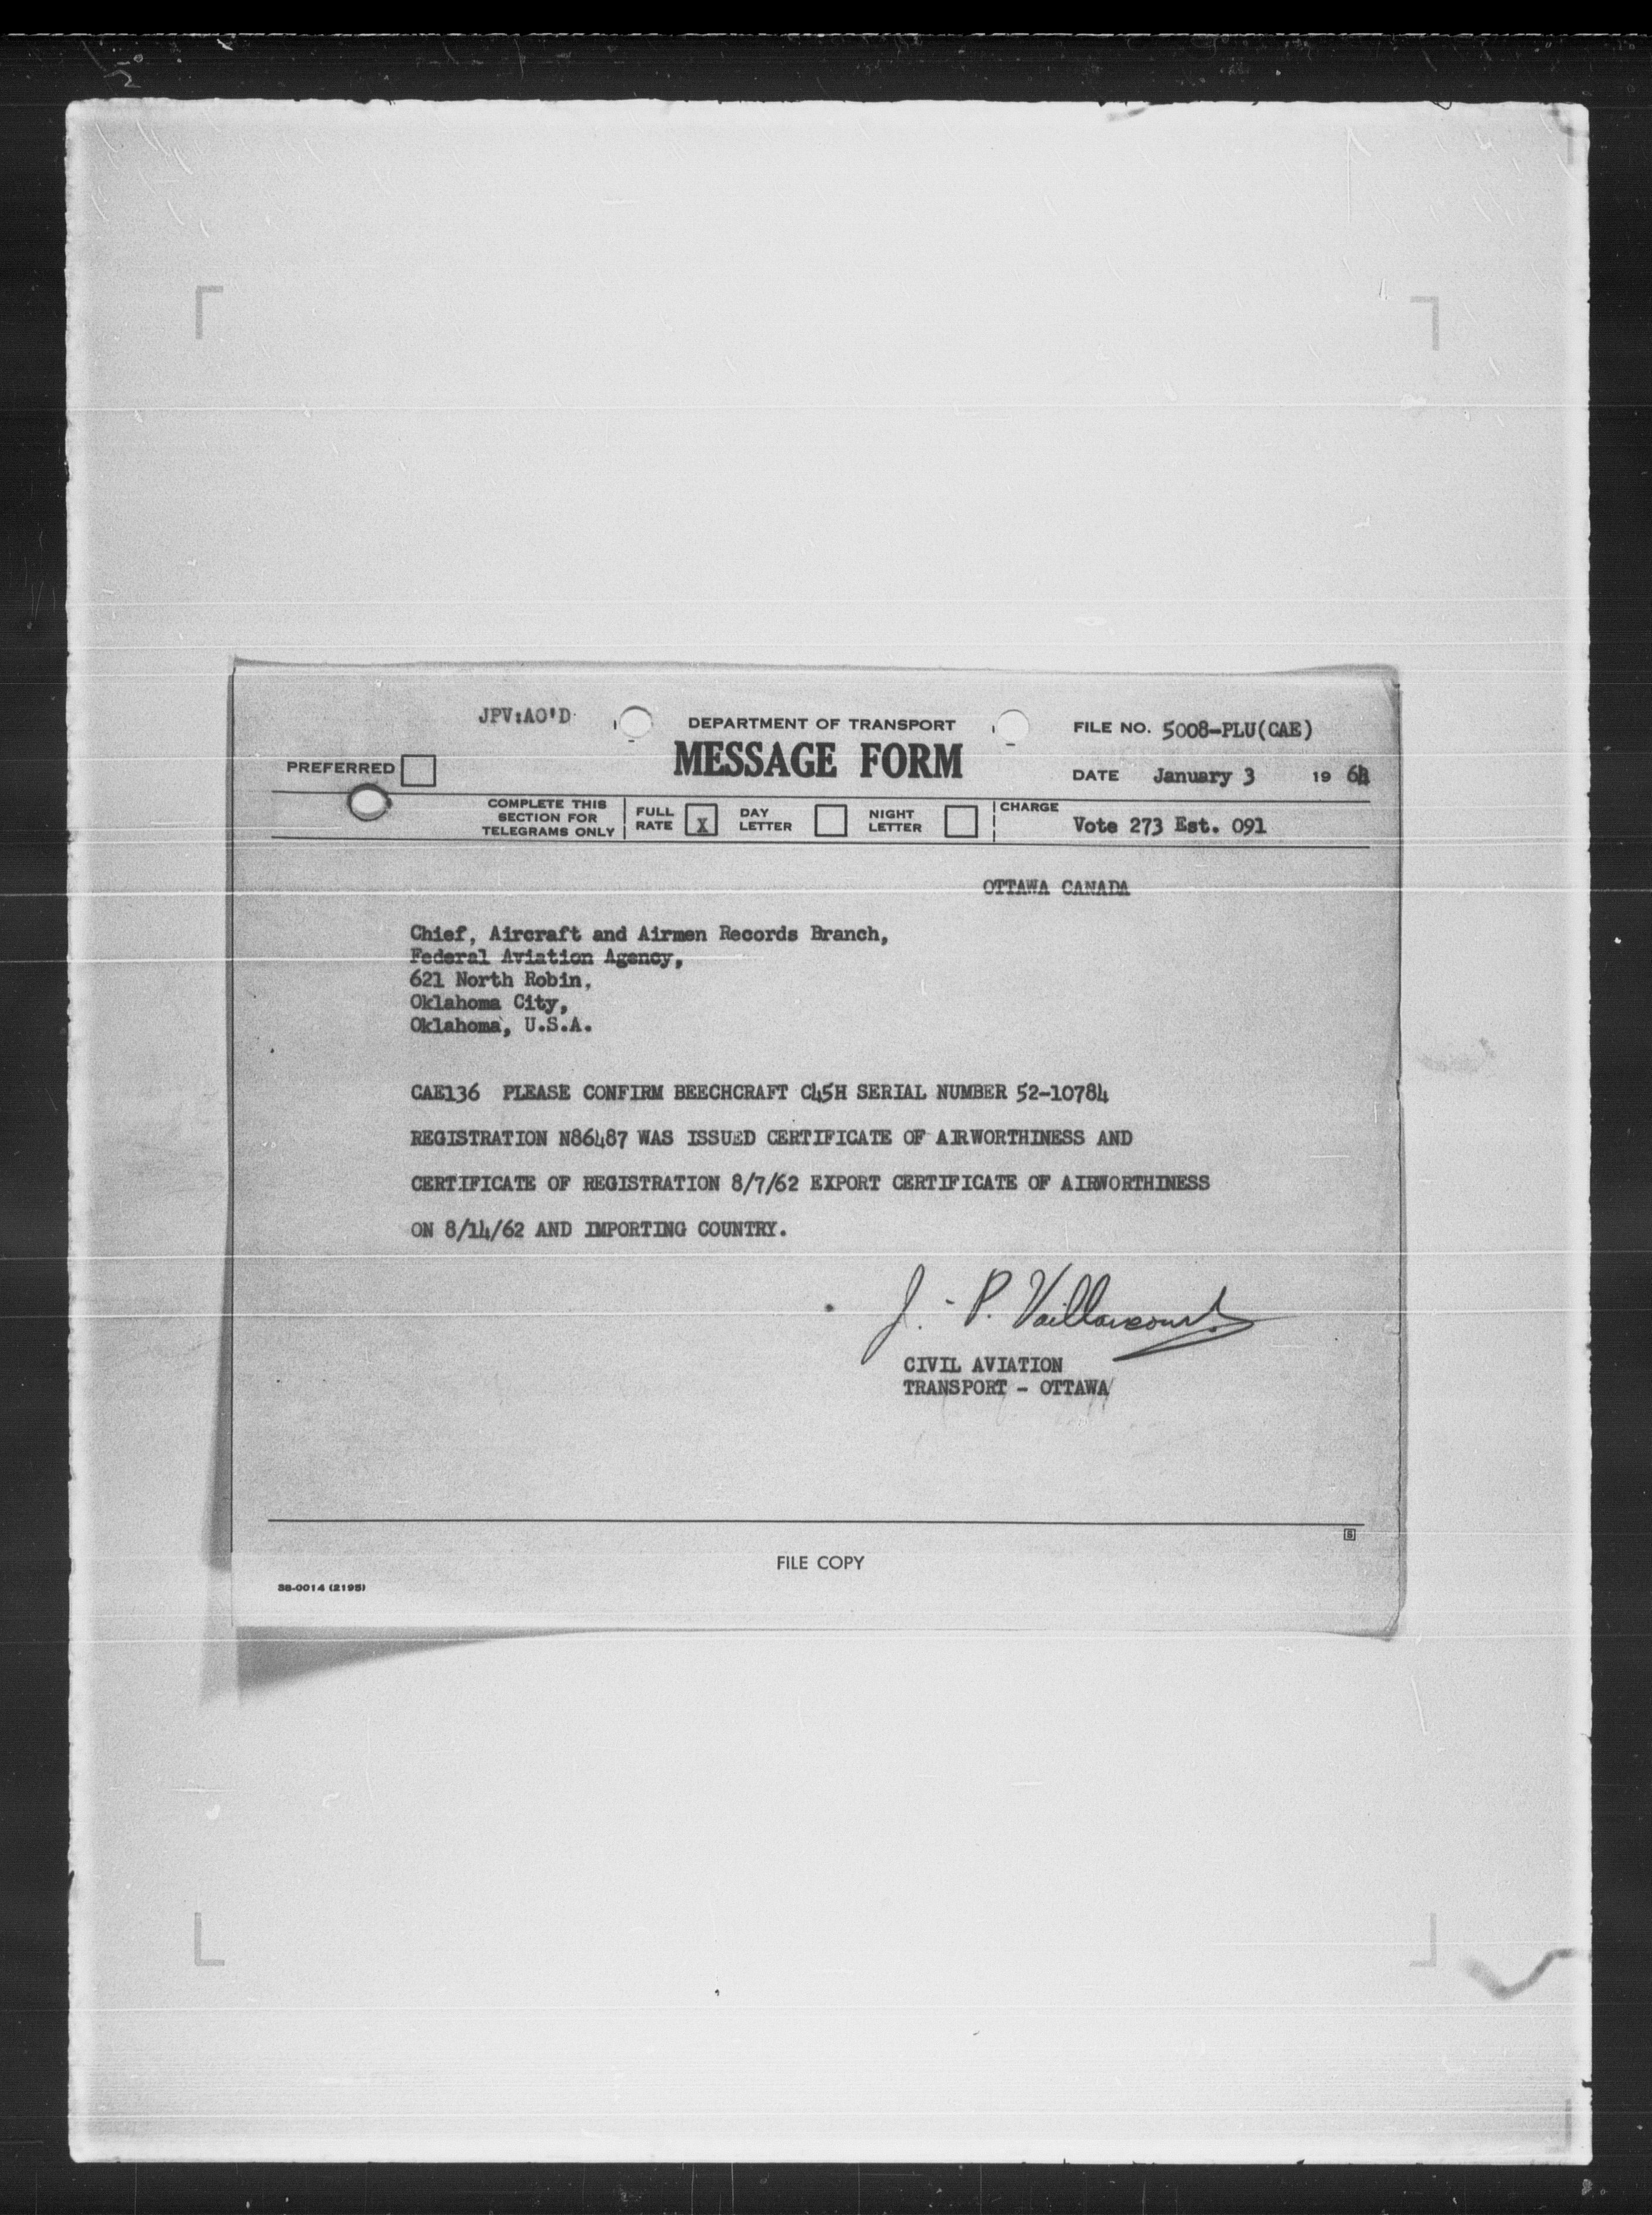 JPV:AO'D
DEPARTMENT OF TRANSPORT
FILE NO. 5008-PLU(CAE)
MESSAGE FORM
PREFERRED
DATE January 3 1964
COMPLETE THIS
SECTION FOR
TELEGRAMS ONLY
FULL
RATE X
DAY
LETTER
NIGHT
LETTER
CHARGE
Vote 273 Est. 091
OTTAWA CANADA
Chief, Aircraft and Airmen Records Branch,
Federal Aviation Agency,
621 North Robin,
Oklahoma City,
Oklahoma, U.S.A.
CAE136 PLEASE CONFIRM BEECHCRAFT C45H SERIAL NUMBER 52-10784
REGISTRATION N86487 WAS ISSUED CERTIFICATE OF AIRWORTHINESS AND
CERTIFICATE OF REGISTRATION 8/7/62 EXPORT CERTIFICATE OF AIRWORTHINESS
ON 8/14/62 AND IMPORTING COUNTRY.
J.-P. Vaillancourt
CIVIL AVIATION
TRANSPORT - OTTAWA
FILE COPY
38-0014 (2195)